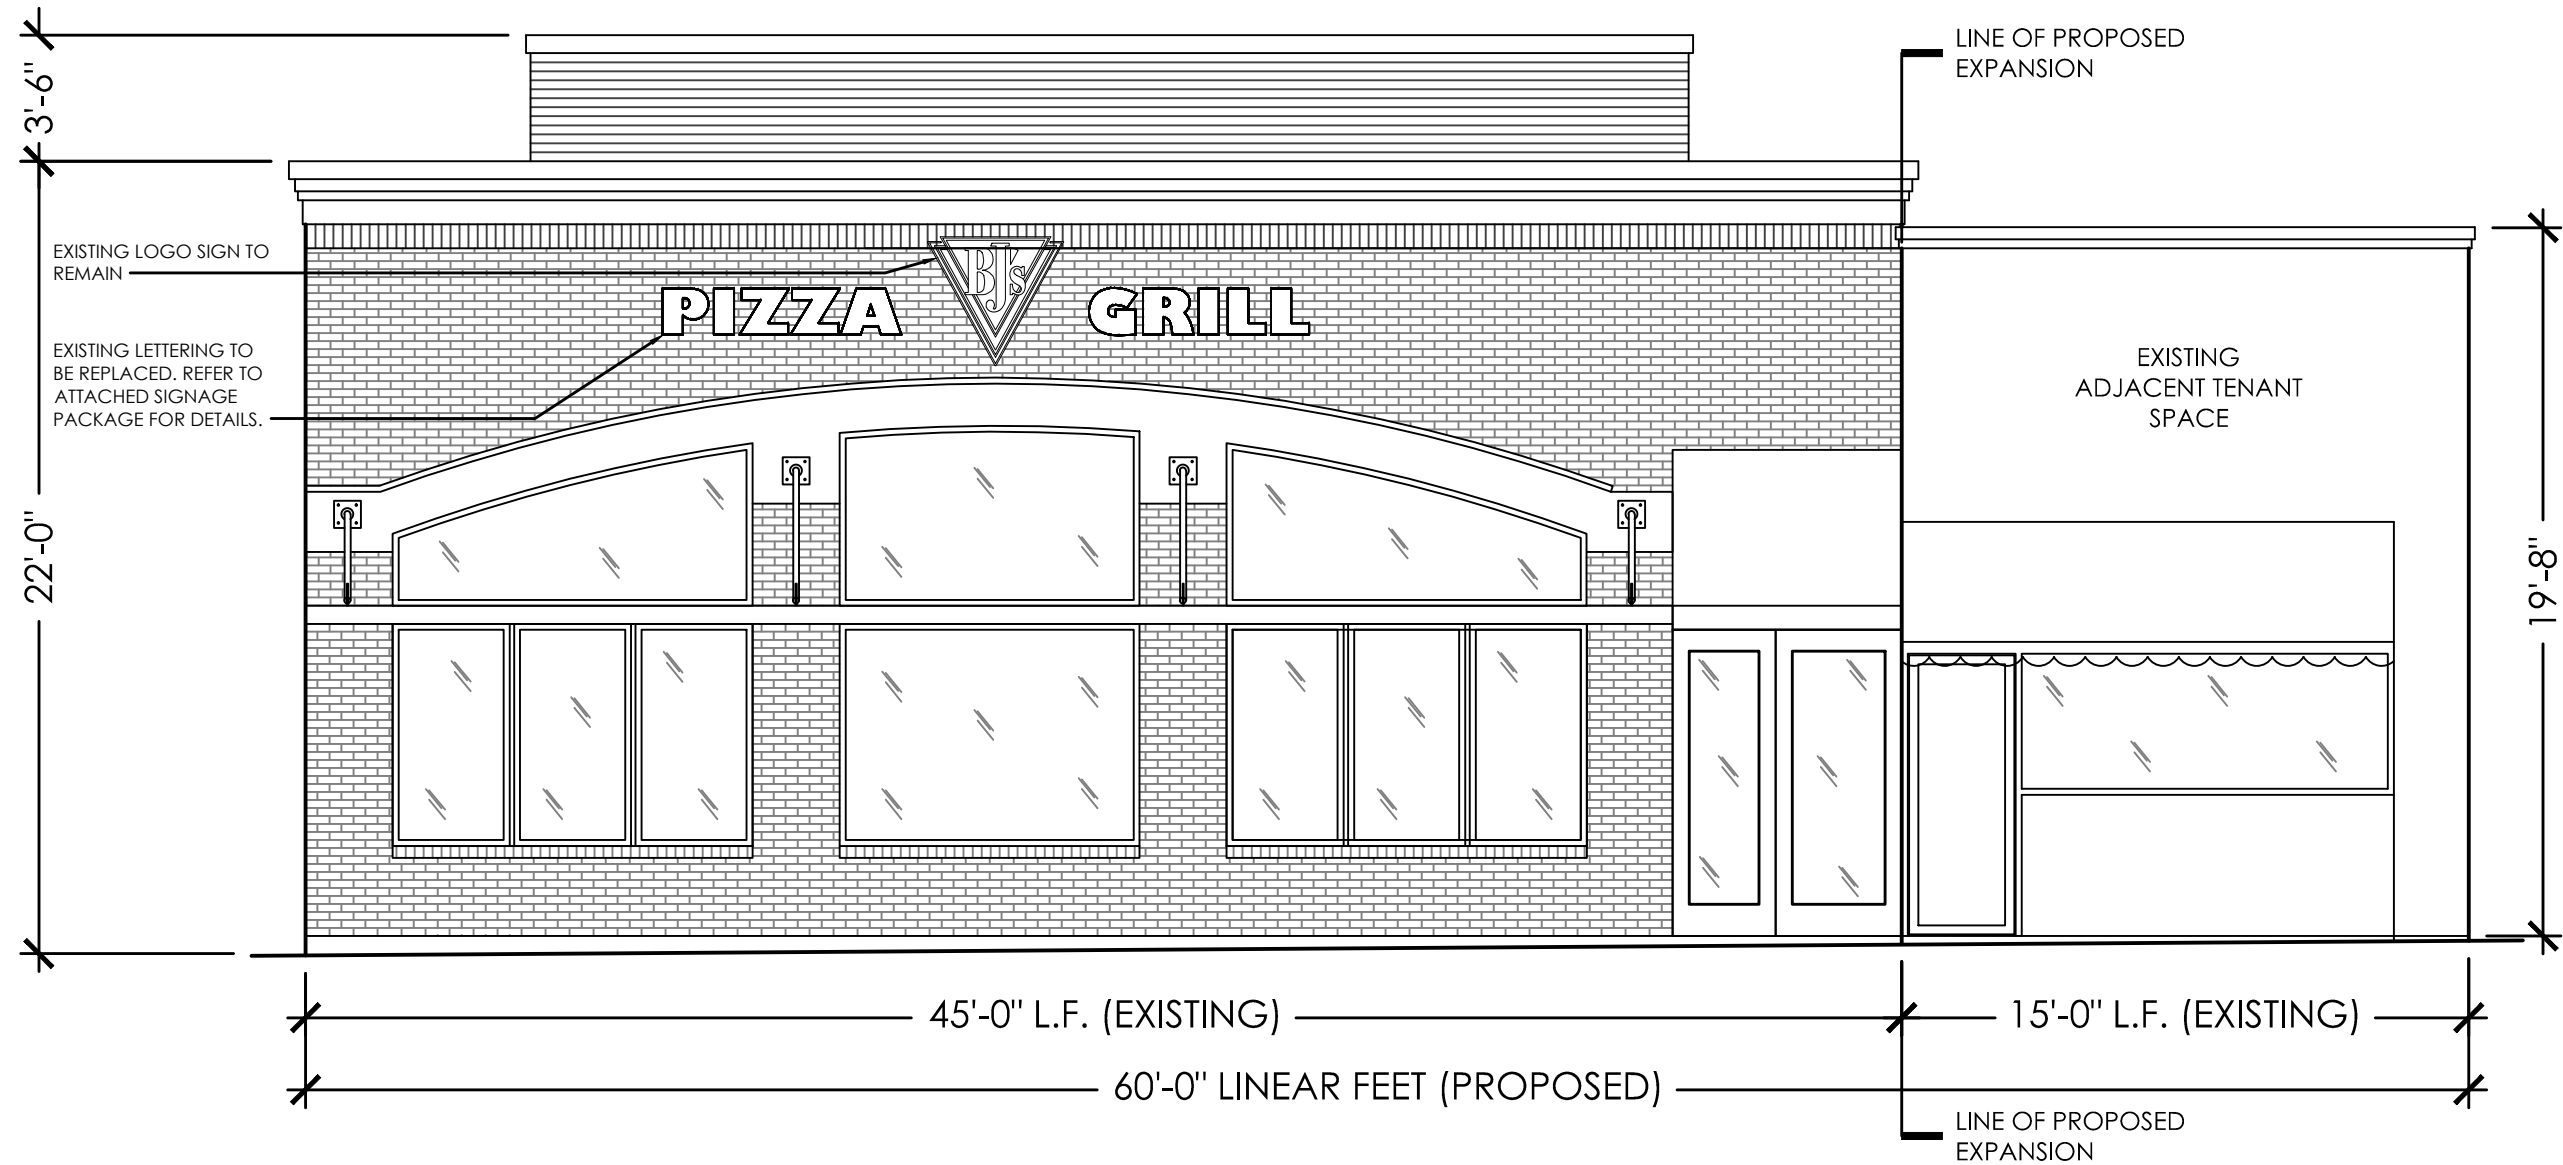 LINE OF PROPOSED
EXPANSION
3'-6"
EXISTING LOGO SIGN TO
REMAIN
BJ's
PIZZA GRILL
EXISTING LETTERING TO
BE REPLACED. REFER TO
ATTACHED SIGNAGE
PACKAGE FOR DETAILS.
EXISTING
ADJACENT TENANT
SPACE
22'-0"
19'-8"
45'-0" L.F. (EXISTING)
15'-0" L.F. (EXISTING)
60'-0" LINEAR FEET (PROPOSED)
LINE OF PROPOSED
EXPANSION